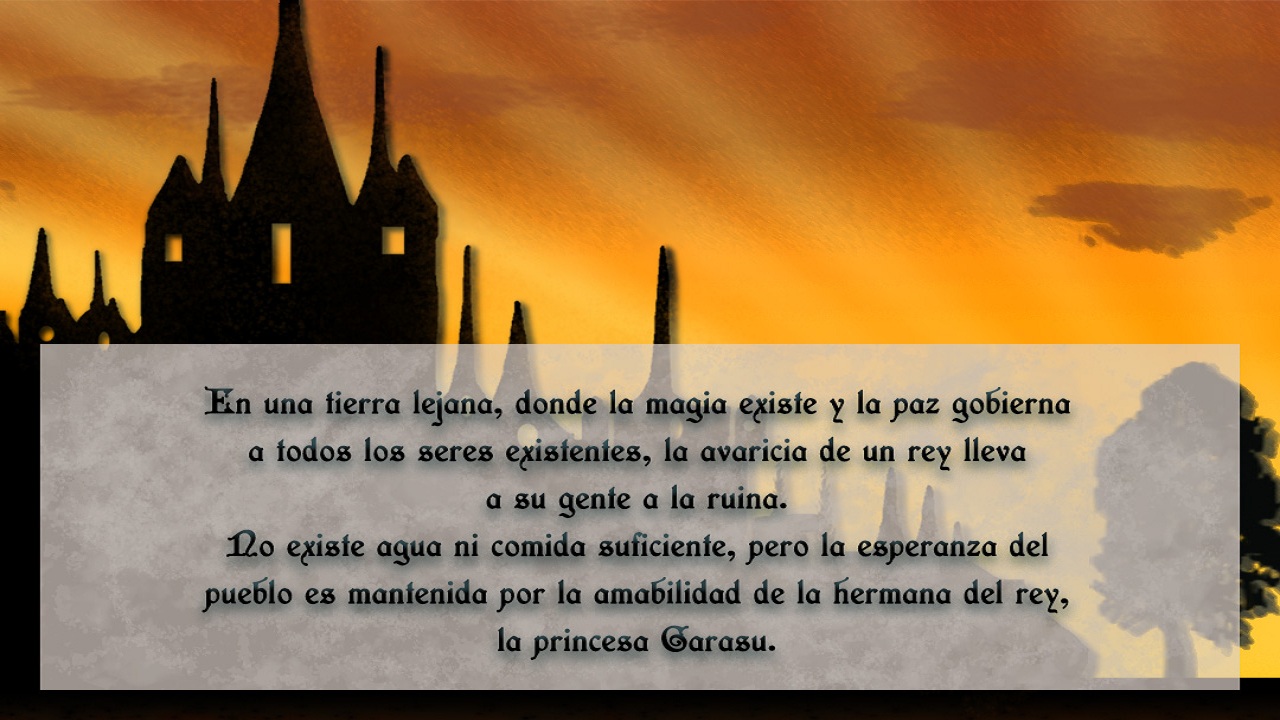 En una tierra lejana, donde la magia existe y la paz gobierna
a todos los seres existentes, la avaricia de un rey lleva
a su gente a la ruina.
No existe agua ni comida suficiente, pero la esperanza del
pueblo es mantenida por la amabilidad de la hermana del rey,
la princesa Garasu.